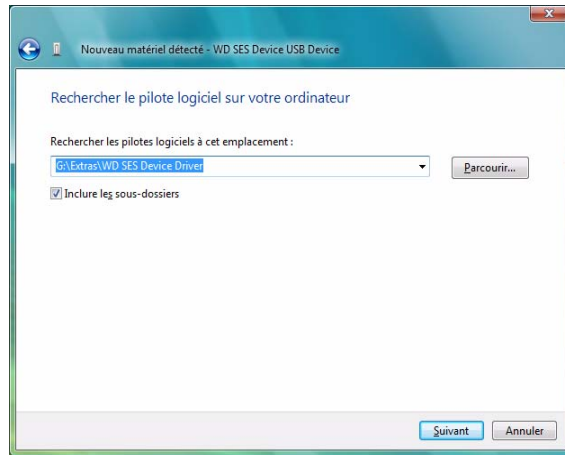 Nouveau matériel détecté - WD SES Device USB Device
Rechercher le pilote logiciel sur votre ordinateur
Rechercher les pilotes logiciels à cet emplacement :
G:\Extras\WD SES Device Driver
Parcourir...
Inclure les sous-dossiers
Suivant
Annuler